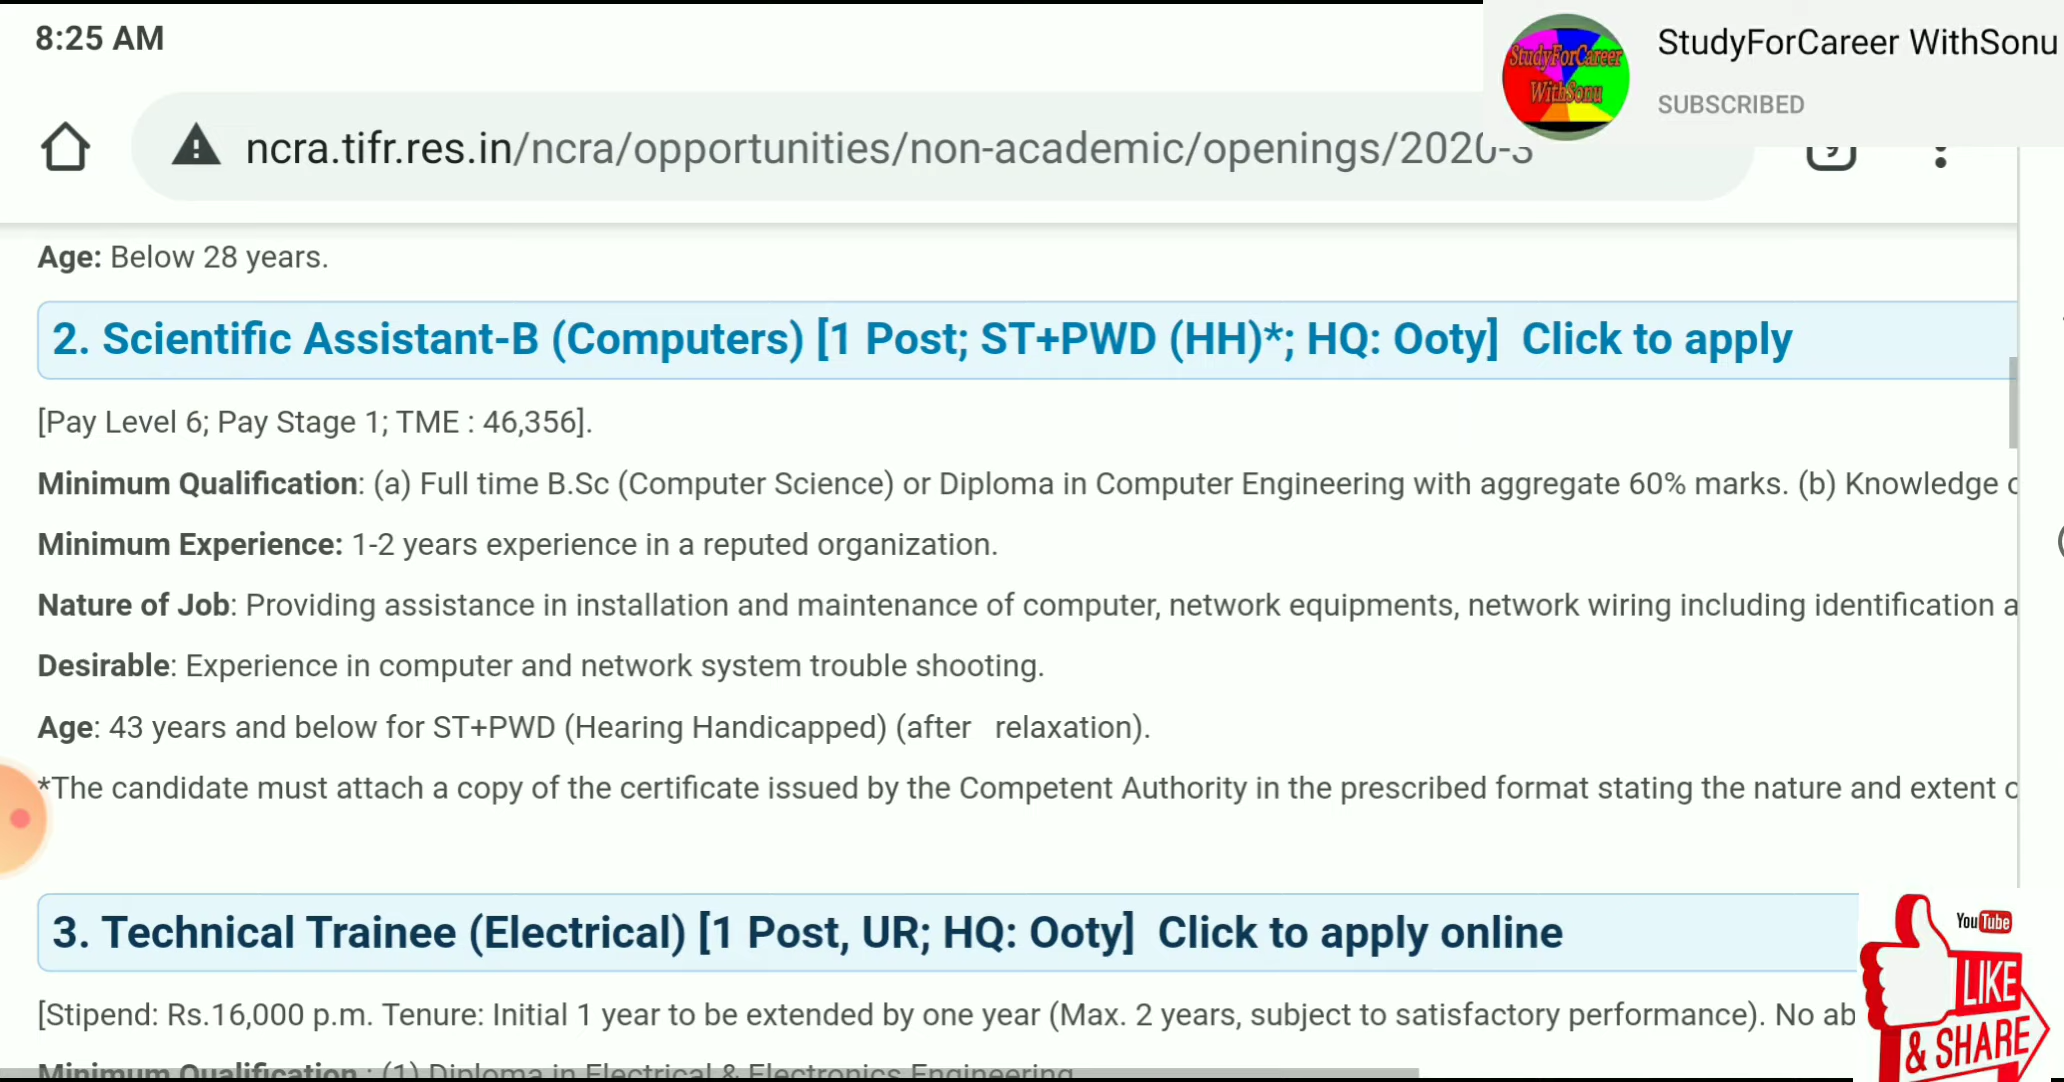 8:25 AM
StudyForCareer WithSonu
StudyForCareer
WithSonu
SUBSCRIBED
ncra.tifr.res.in/ncra/opportunities/non-academic/openings/2020-3
9
Age: Below 28 years.
2. Scientific Assistant-B (Computers) [1 Post; ST+PWD (HH)*; HQ: Ooty] Click to apply
[Pay Level 6; Pay Stage 1; TME : 46,356].
Minimum Qualification: (a) Full time B.Sc (Computer Science) or Diploma in Computer Engineering with aggregate 60% marks. (b) Knowledge
Minimum Experience: 1-2 years experience in a reputed organization.
Nature of Job: Providing assistance in installation and maintenance of computer, network equipments, network wiring including identification a
Desirable: Experience in computer and network system trouble shooting.
Age: 43 years and below for ST+PWD (Hearing Handicapped) (after relaxation).
*The candidate must attach a copy of the certificate issued by the Competent Authority in the prescribed format stating the nature and extent
3. Technical Trainee (Electrical) [1 Post, UR; HQ: Ooty] Click to apply online
[Stipend: Rs.16,000 p.m. Tenure: Initial 1 year to be extended by one year (Max. 2 years, subject to satisfactory performance). No ab
Minimum Qualification : (1) Diploma in Electrical & Electronics Engineering
YouTube
LIKE
& SHARE